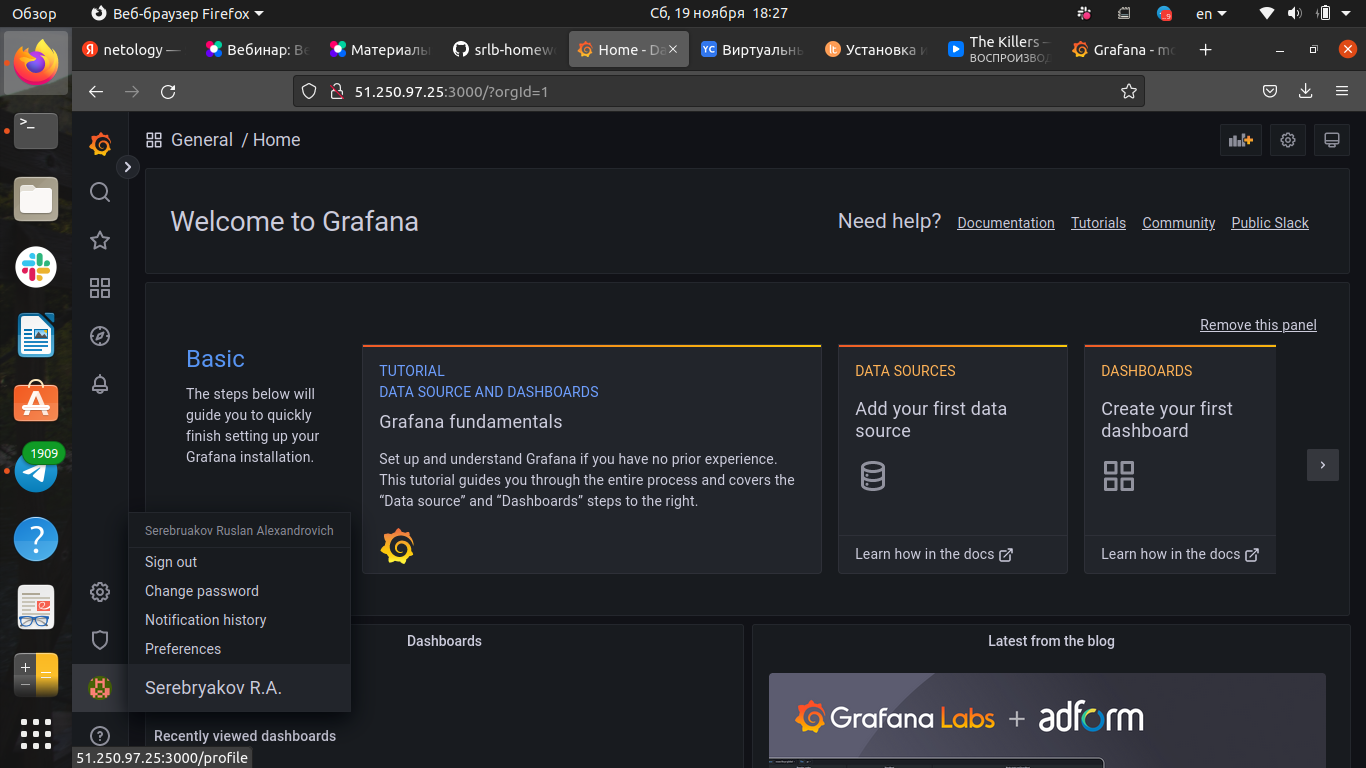 Обзор
Веб-браузер Firefox
Сб, 19 ноября 18:27
en
netology —
Вебинар: Ве
Материалы
srlb-homewo
Home - Da
Виртуальны
Установка и
The Killers —
ВОСПРОИЗВОД
Grafana - mo
51.250.97.25:3000/?orgId=1
General / Home
Welcome to Grafana
Need help?
Documentation
Tutorials
Community
Public Slack
Remove this panel
Basic
The steps below will
guide you to quickly
finish setting up your
Grafana installation.
TUTORIAL
DATA SOURCE AND DASHBOARDS
Grafana fundamentals
Set up and understand Grafana if you have no prior experience.
This tutorial guides you through the entire process and covers the
“Data source” and “Dashboards” steps to the right.
DATA SOURCES
Add your first data
source
Learn how in the docs
DASHBOARDS
Create your first
dashboard
Learn how in the docs
1909
Serebruakov Ruslan Alexandrovich
Sign out
Change password
Notification history
Preferences
Serebryakov R.A.
Dashboards
Recently viewed dashboards
Latest from the blog
Grafana Labs + adform
51.250.97.25:3000/profile